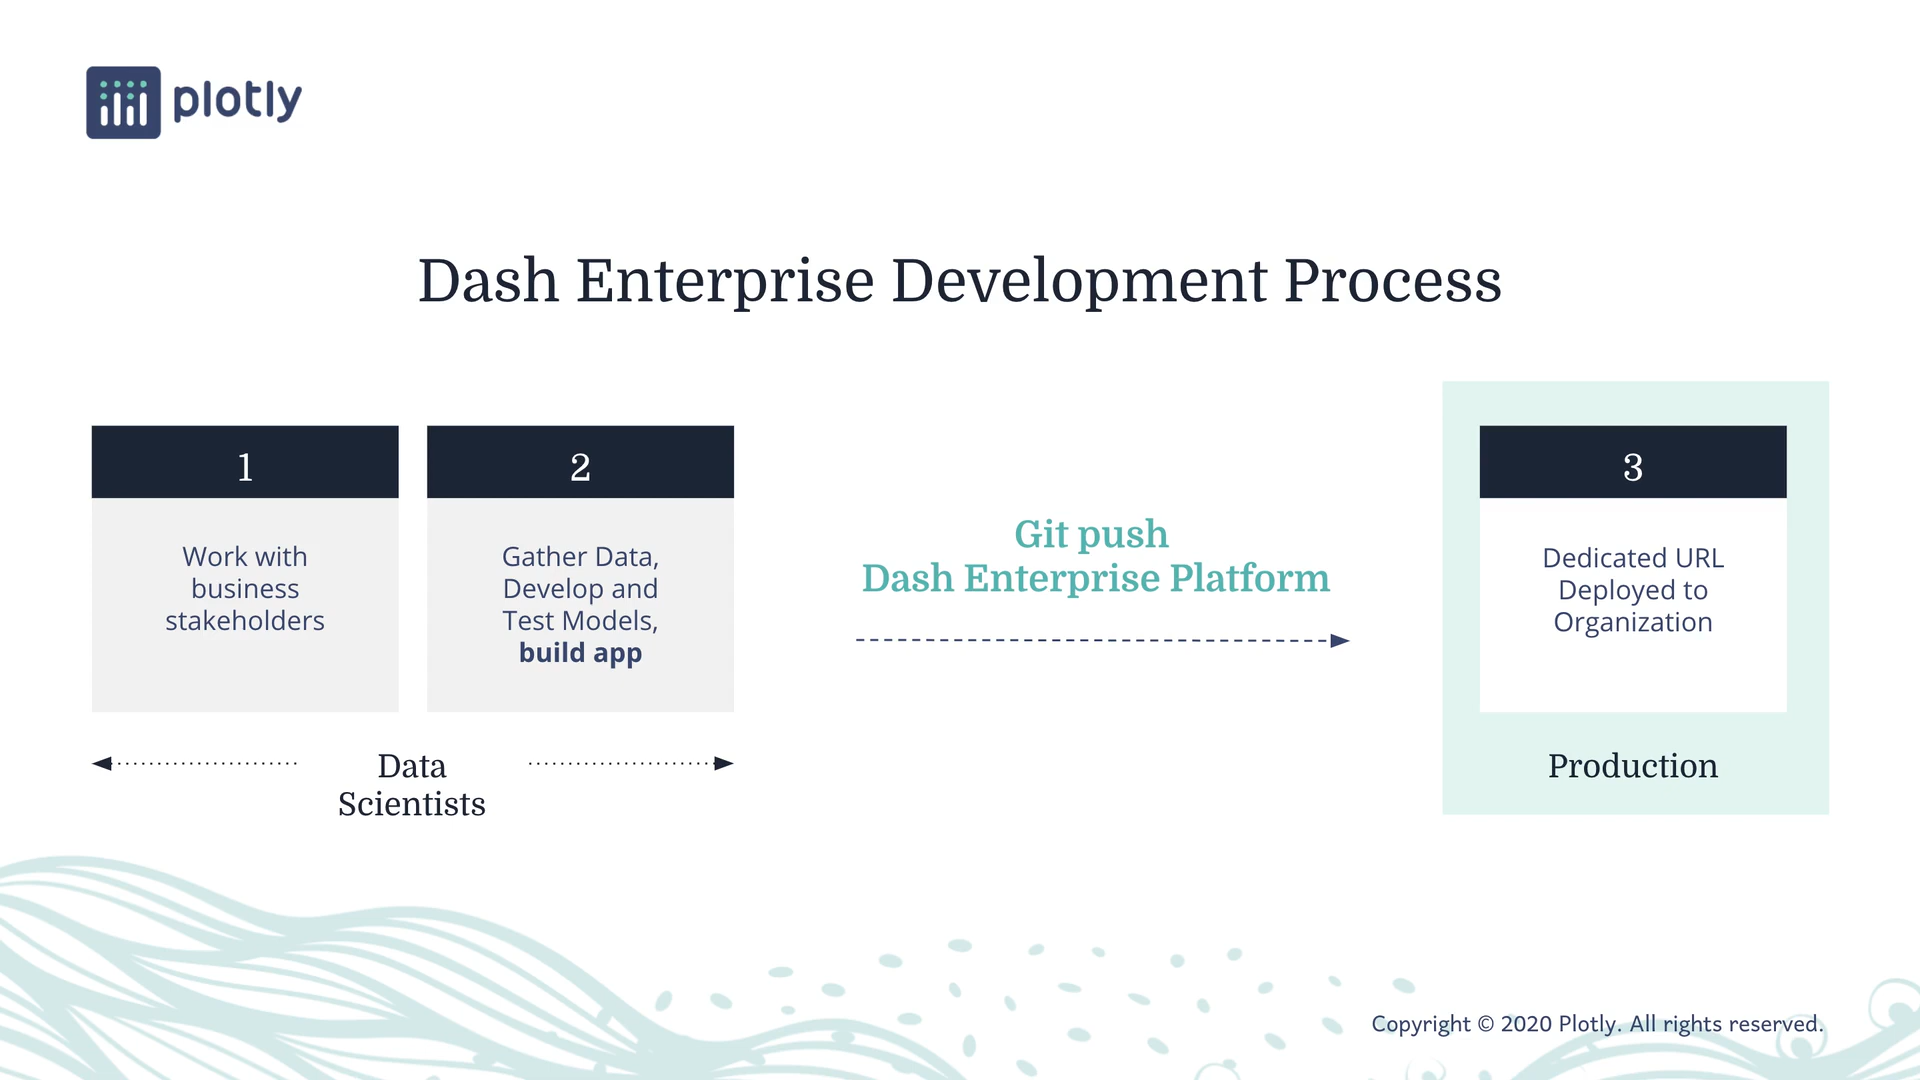 plotly
Dash Enterprise Development Process
1
Work with
business
stakeholders
2
Gather Data,
Develop and
Test Models,
build app
Data
Scientists
Git push
Dash Enterprise Platform
3
Dedicated URL
Deployed to
Organization
Production
Copyright © 2020 Plotly. All rights reserved.